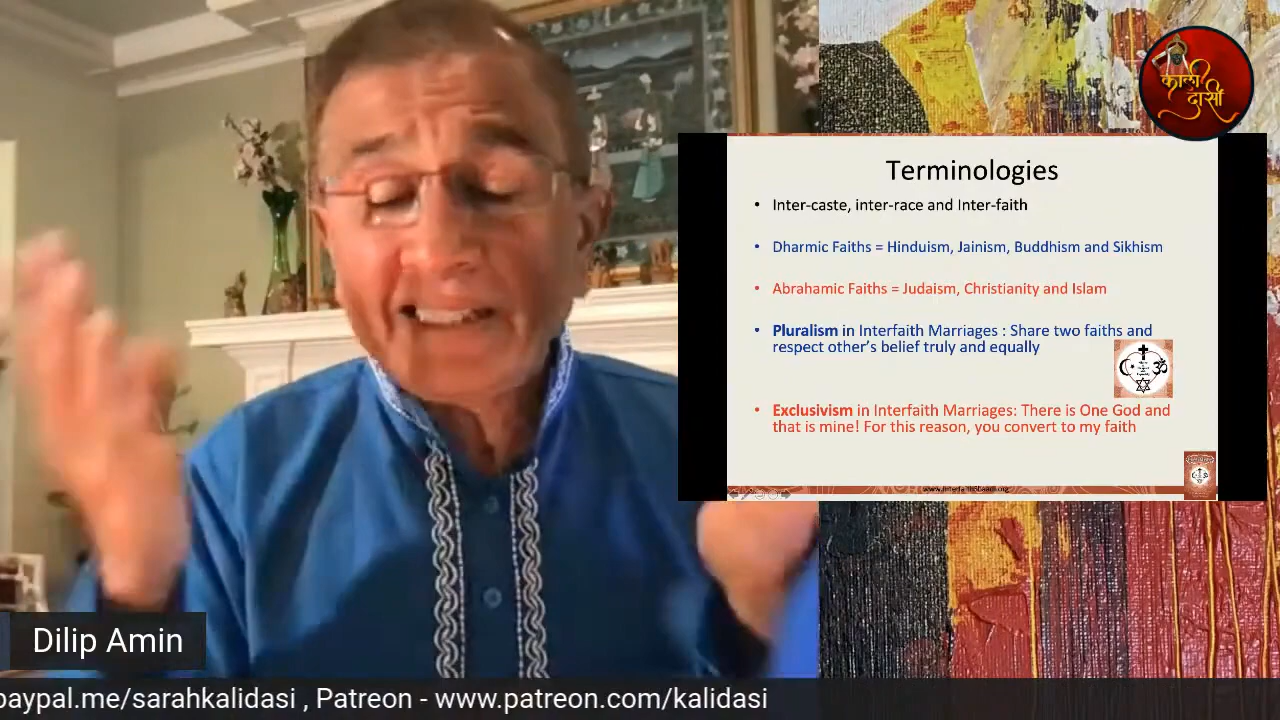 काली
दासी
Terminologies
• Inter-caste, inter-race and Inter-faith
• Dharmic Faiths = Hinduism, Jainism, Buddhism and Sikhism
• Abrahamic Faiths = Judaism, Christianity and Islam
• Pluralism in Interfaith Marriages : Share two faiths and
respect other's belief truly and equally
• Exclusivism in Interfaith Marriages: There is One God and
that is mine! For this reason, you convert to my faith
www.InterfaithShaadi.org
Dilip Amin
paypal.me/sarahkalidasi , Patreon - www.patreon.com/kalidasi